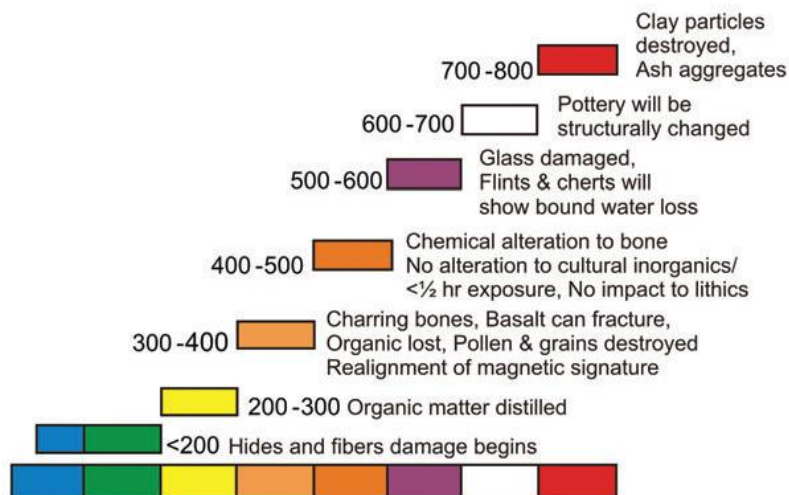 Clay particles
destroyed,
700-800 Ash aggregates
Pottery will be
600-700 structurally changed
Glass damaged,
500-600 Flints & cherts will
show bound water loss
Chemical alteration to bone
400-500 No alteration to cultural inorganics/
<½ hr exposure, No impact to lithics
Charring bones, Basalt can fracture,
300-400 Organic lost, Pollen & grains destroyed
Realignment of magnetic signature
200-300 Organic matter distilled
<200 Hides and fibers damage begins